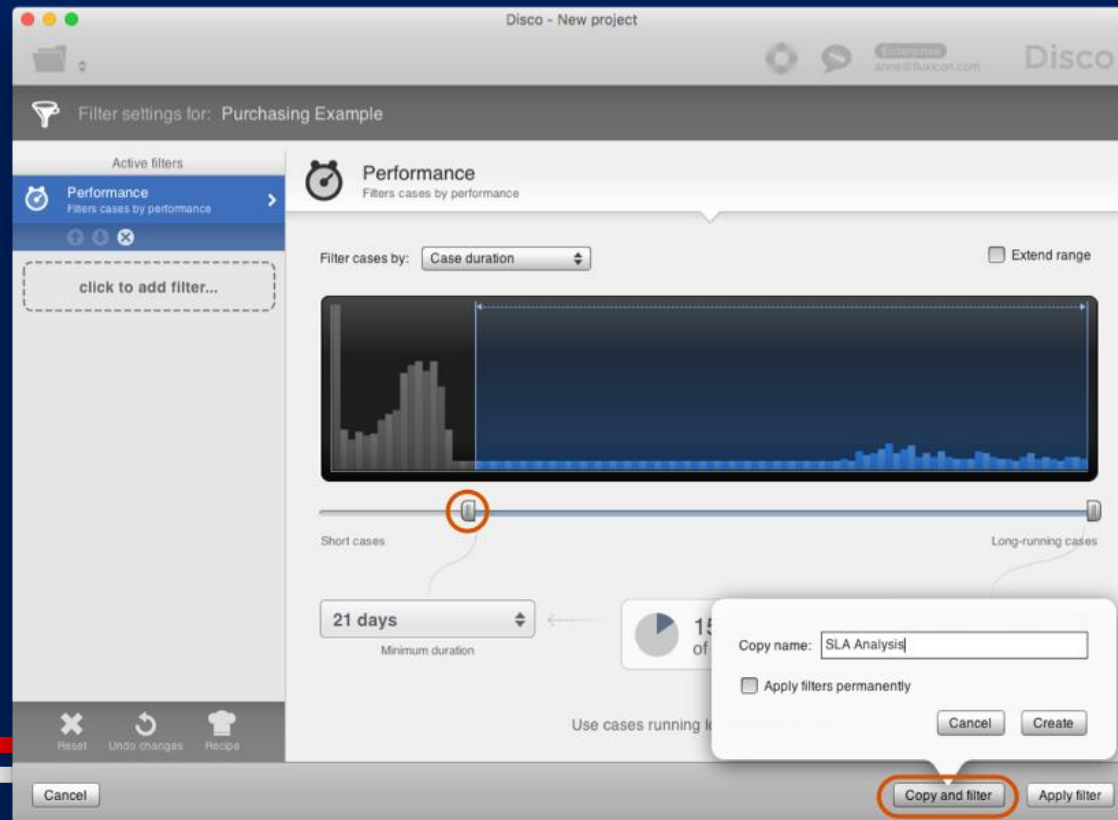 Disco - New project
Enterprise
anne@fluxicon.com
Disco
Filter settings for: Purchasing Example
Active filters
Performance
Filters cases by performance
click to add filter...
Reset Undo changes Recipe
Performance
Filters cases by performance
Filter cases by: Case duration
Extend range
Short cases
Long-running cases
21 days
Minimum duration
15
of
Use cases running
Copy name: SLA Analysis
Apply filters permanently
Cancel Create
Cancel
Copy and filter
Apply filter